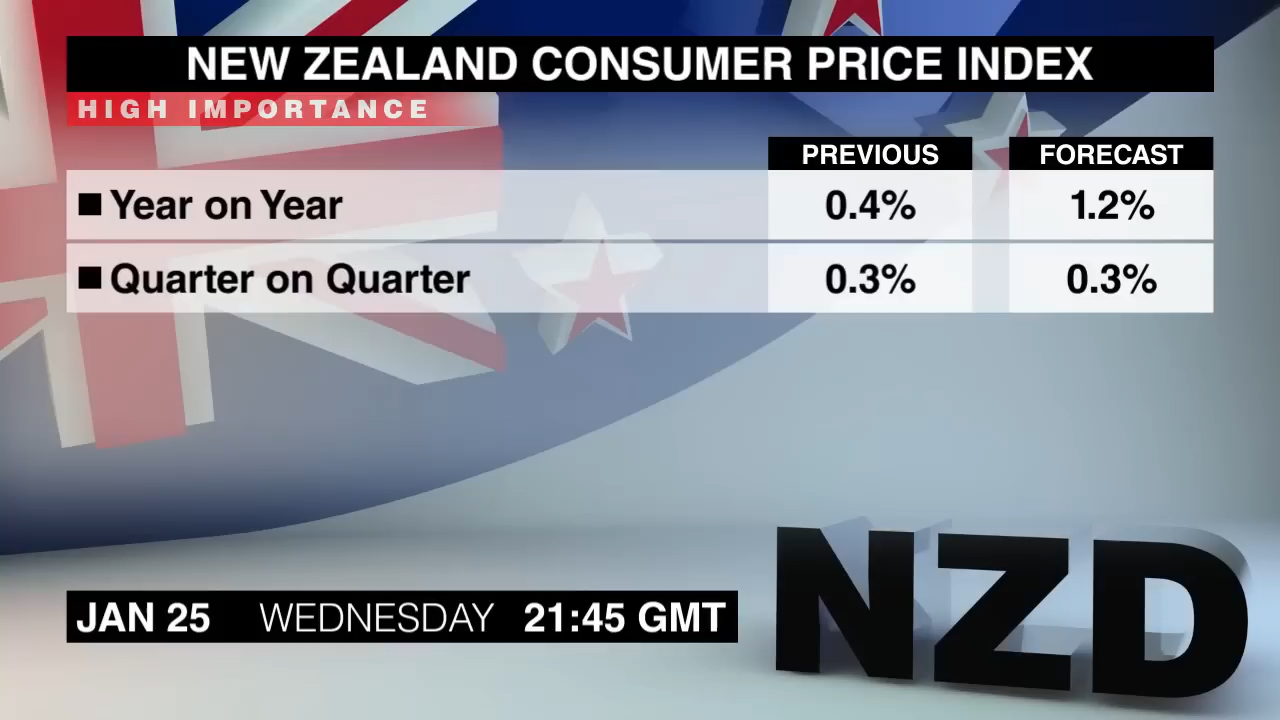 NEW ZEALAND CONSUMER PRICE INDEX
HIGH IMPORTANCE
PREVIOUS FORECAST
Year on Year 0.4% 1.2%
Quarter on Quarter 0.3% 0.3%
JAN 25 WEDNESDAY 21:45 GMT
NZD